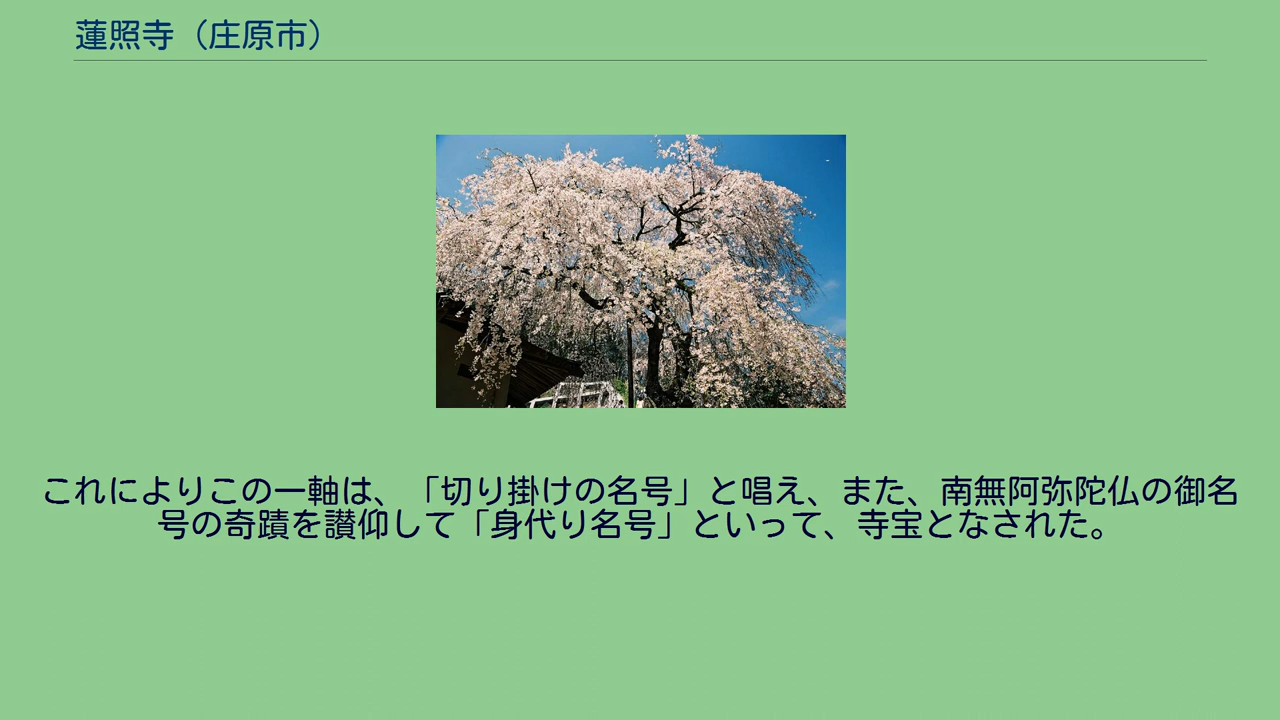 蓮照寺（庄原市）
これによりこの一軸は、「切り掛けの名号」と唱え、また、南無阿弥陀仏の御名
号の奇蹟を讃仰して「身代り名号」といって、寺宝となされた。